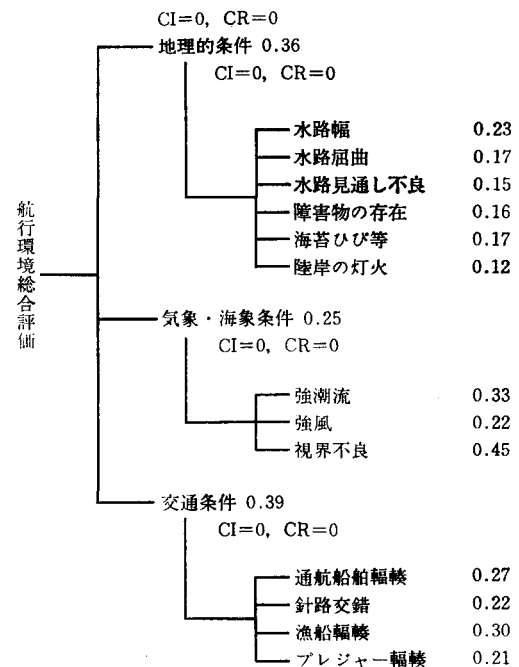 CI=0, CR=0
地理的条件 0.36
CI=0, CR=0
水路幅 0.23
水路屈曲 0.17
水路見通し不良 0.15
障害物の存在 0.16
海苔ひび等 0.17
陸岸の灯火 0.12
航行環境総合評価
気象・海象条件 0.25
CI=0, CR=0
強潮流 0.33
強風 0.22
視界不良 0.45
交通条件 0.39
CI=0, CR=0
通航船舶輻輳 0.27
針路交錯 0.22
漁船輻輳 0.30
プレジャー輻輳 0.21